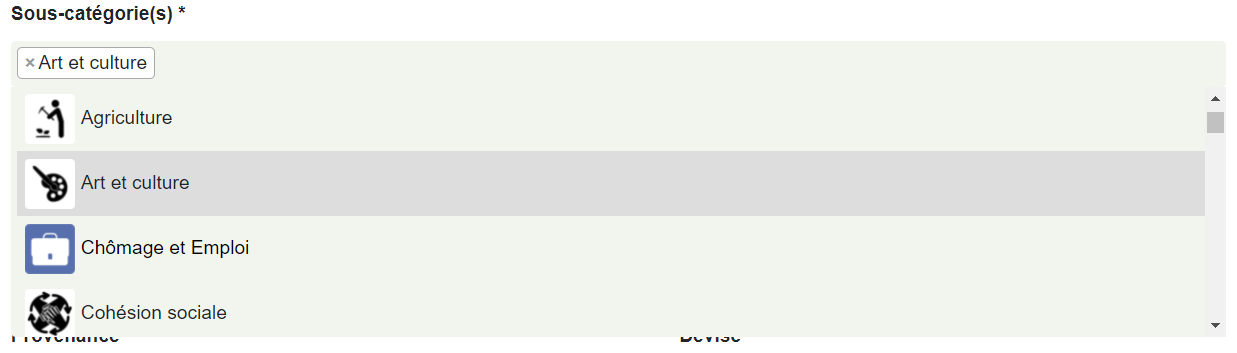 Sous-catégorie(s) *
×Art et culture
Agriculture
Art et culture
Chômage et Emploi
Cohésion sociale
Provenance Devise